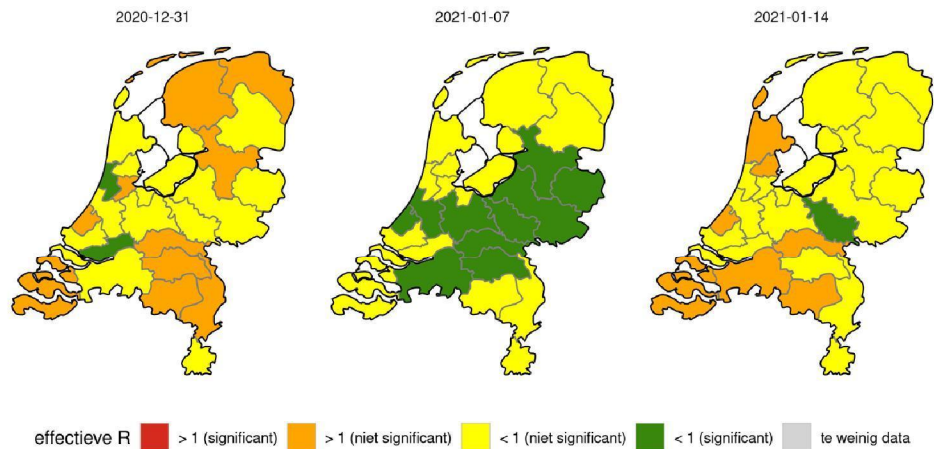 2020-12-31 2021-01-07 2021-01-14
effectieve R > 1 (significant) > 1 (niet significant) < 1 (niet significant) < 1 (significant) te weinig data